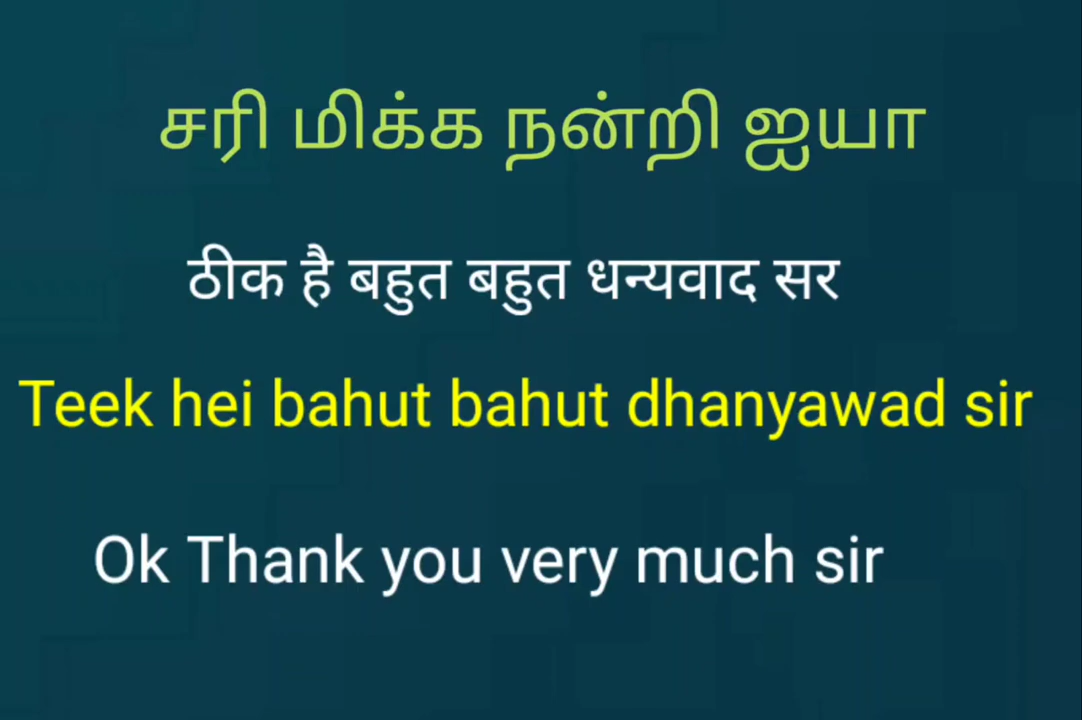 சரி மிக்க நன்றி ஐயா
ठीक है बहुत बहुत धन्यवाद सर
Teek hei bahut bahut dhanyawad sir
Ok Thank you very much sir